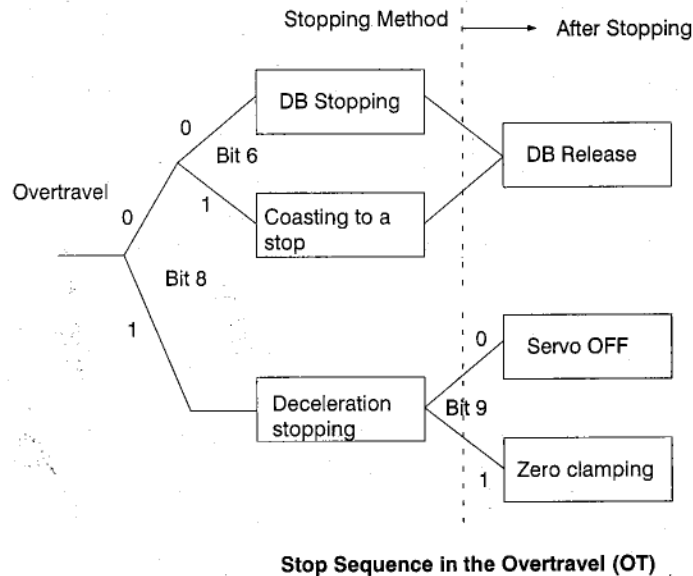 Stopping Method
After Stopping
DB Stopping
0
Bit 6
DB Release
Overtravel
0
1
Coasting to a
stop
Bit 8
1
0
Servo OFF
Deceleration
stopping
Bit 9
1
Zero clamping
Stop Sequence in the Overtravel (OT)